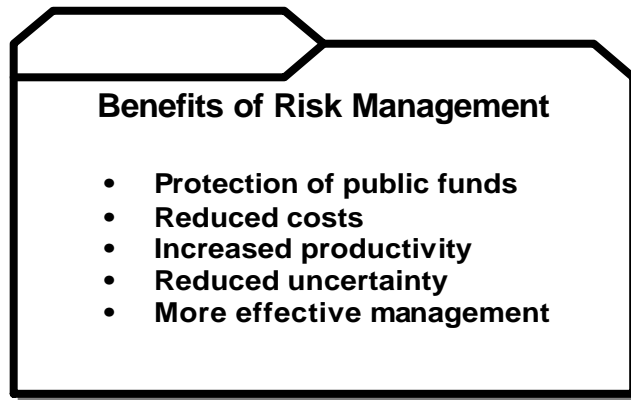 Benefits of Risk Management
• Protection of public funds
• Reduced costs
• Increased productivity
• Reduced uncertainty
• More effective management